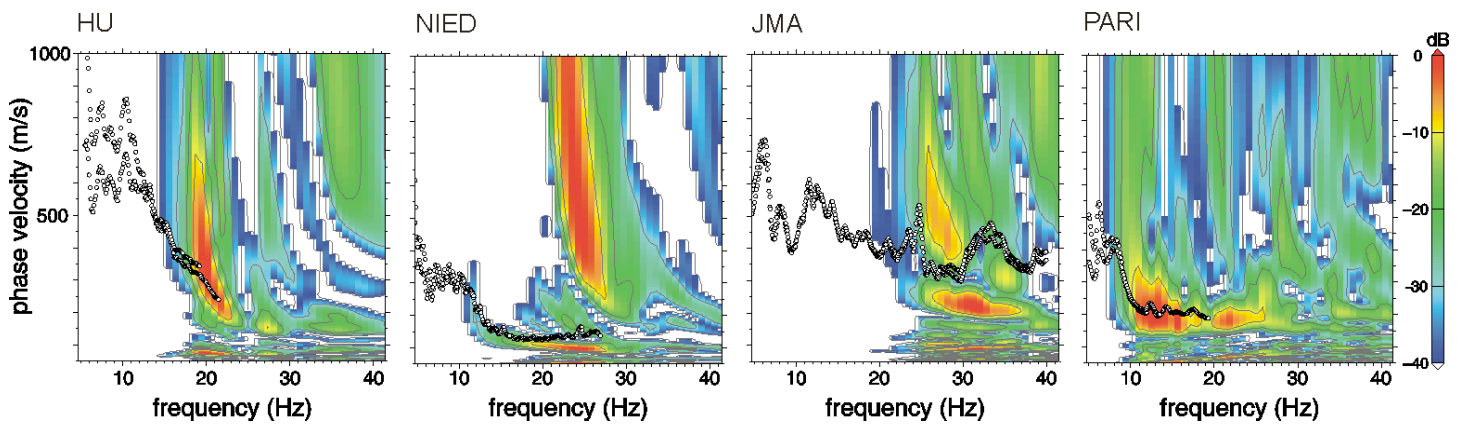 HU
NIED
JMA
PARI
dB
1000
500
phase velocity (m/s)
0
−10
−20
−30
−40
10 20 30 40
10 20 30 40
10 20 30 40
10 20 30 40
frequency (Hz)
frequency (Hz)
frequency (Hz)
frequency (Hz)